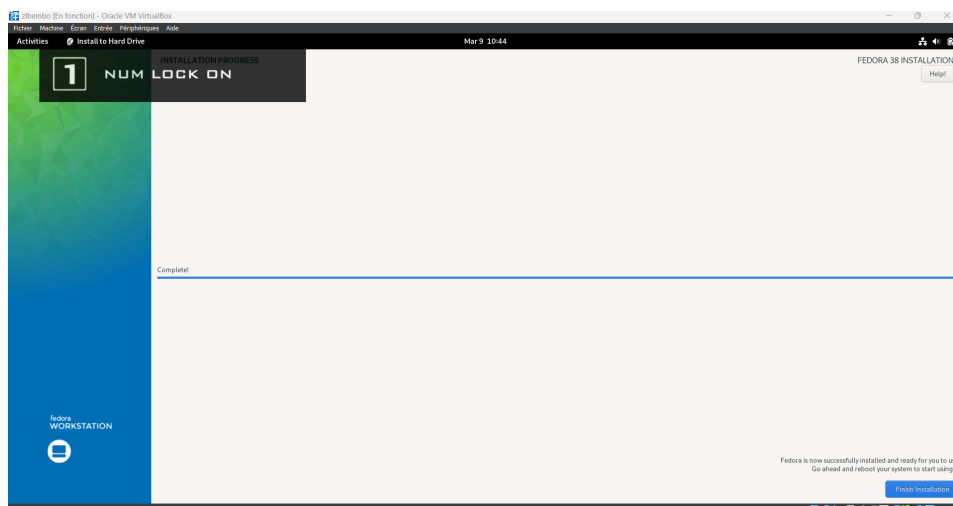 zlbembo [En fonction] - Oracle VM VirtualBox
Fichier Machine Écran Entrée Périphériques Aide
Activities Install to Hard Drive Mar 9 10:44
INSTALLATION PROGRESS
FEDORA 38 INSTALLATION
Help!
1 NUM LOCK ON
Complete!
fedora
WORKSTATION
Fedora is now successfully installed and ready for you to u
Go ahead and reboot your system to start using
Finish Installation